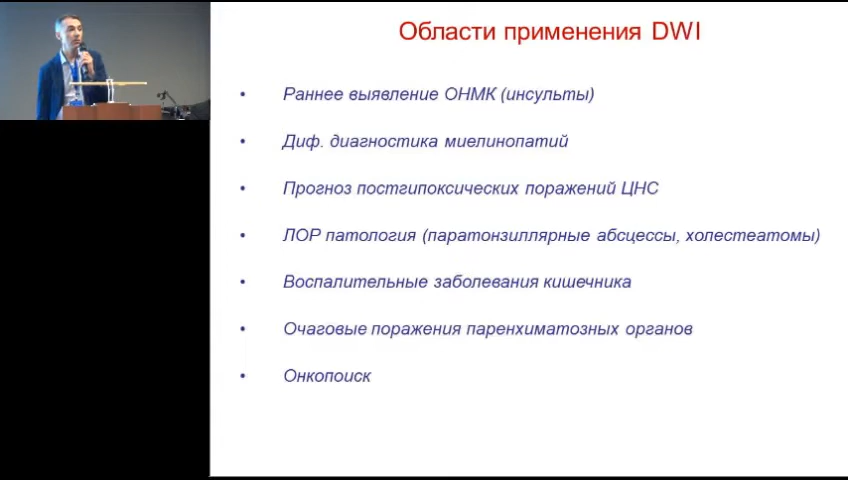 Области применения DWI
• Раннее выявление ОНМК (инсульты)
• Диф. диагностика миелинопатий
• Прогноз постгипоксических поражений ЦНС
• ЛОР патология (паратонзиллярные абсцессы, холестеатомы)
• Воспалительные заболевания кишечника
• Очаговые поражения паренхиматозных органов
• Онкопоиск